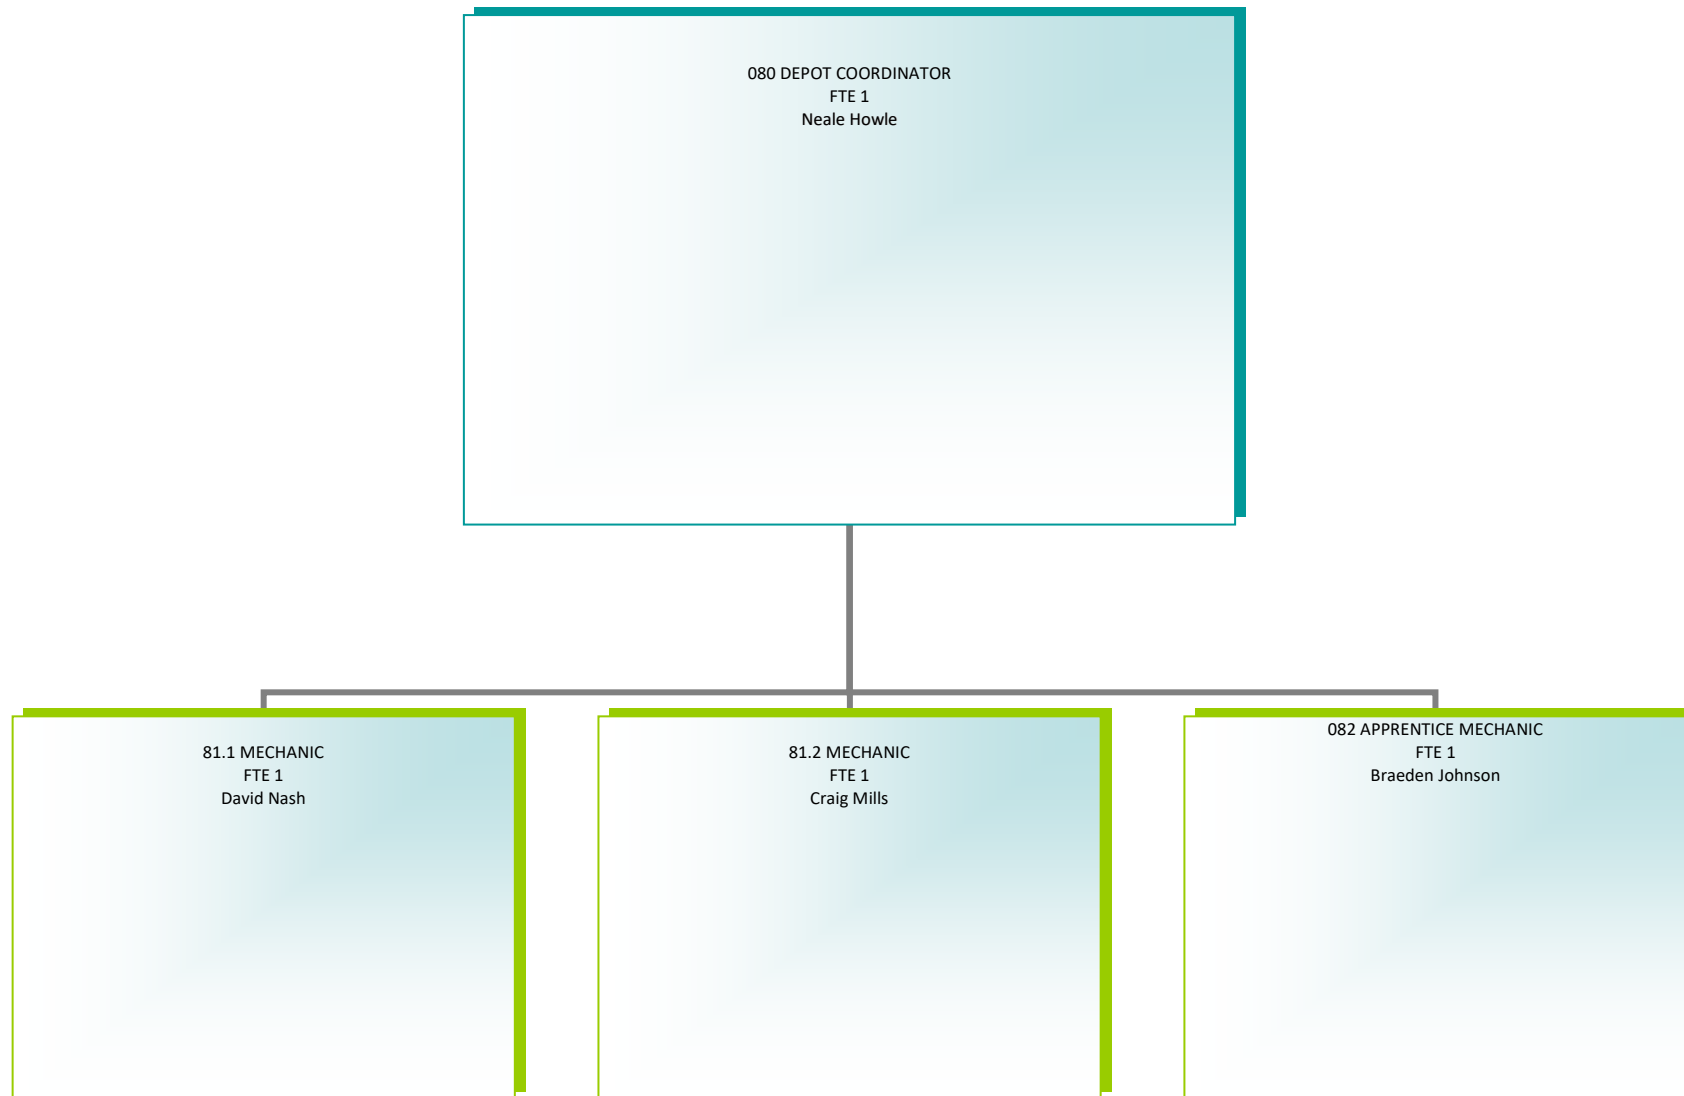 080 DEPOT COORDINATOR
FTE 1
Neale Howle
81.1 MECHANIC
FTE 1
David Nash
81.2 MECHANIC
FTE 1
Craig Mills
082 APPRENTICE MECHANIC
FTE 1
Braeden Johnson